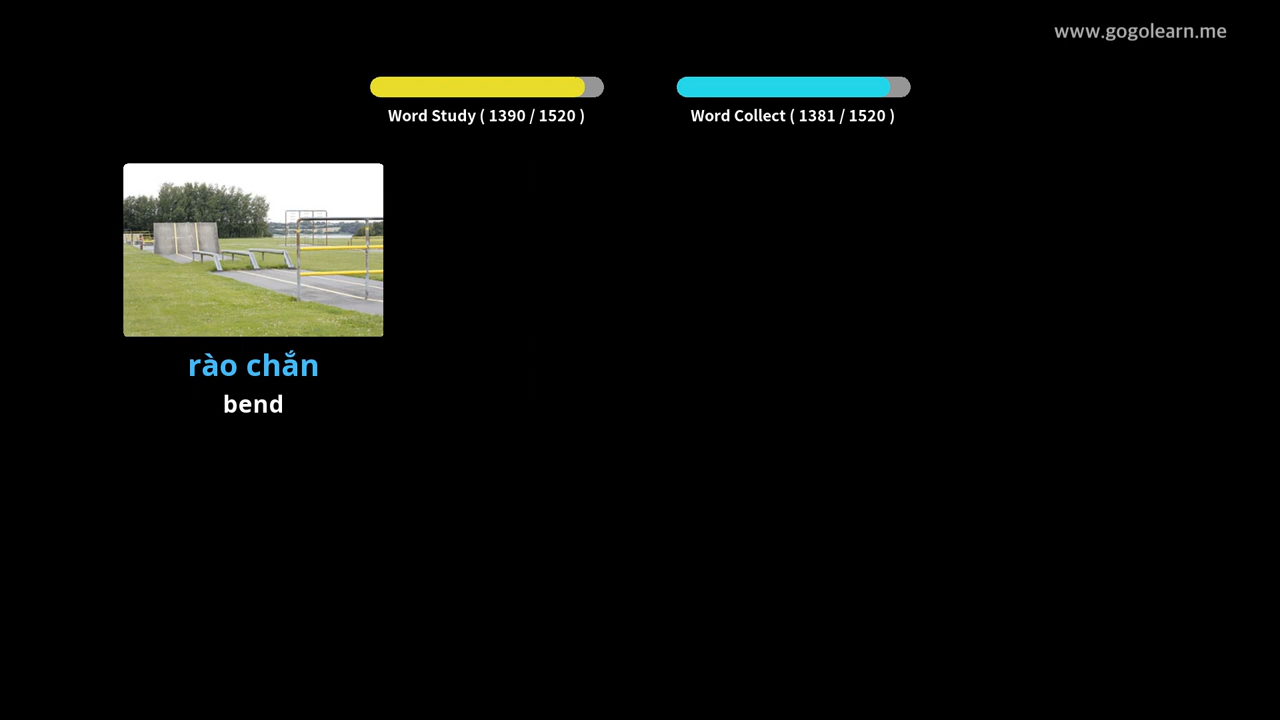 www.gogolearn.me
Word Study ( 1390 / 1520 )
Word Collect ( 1381 / 1520 )
rào chắn
bend